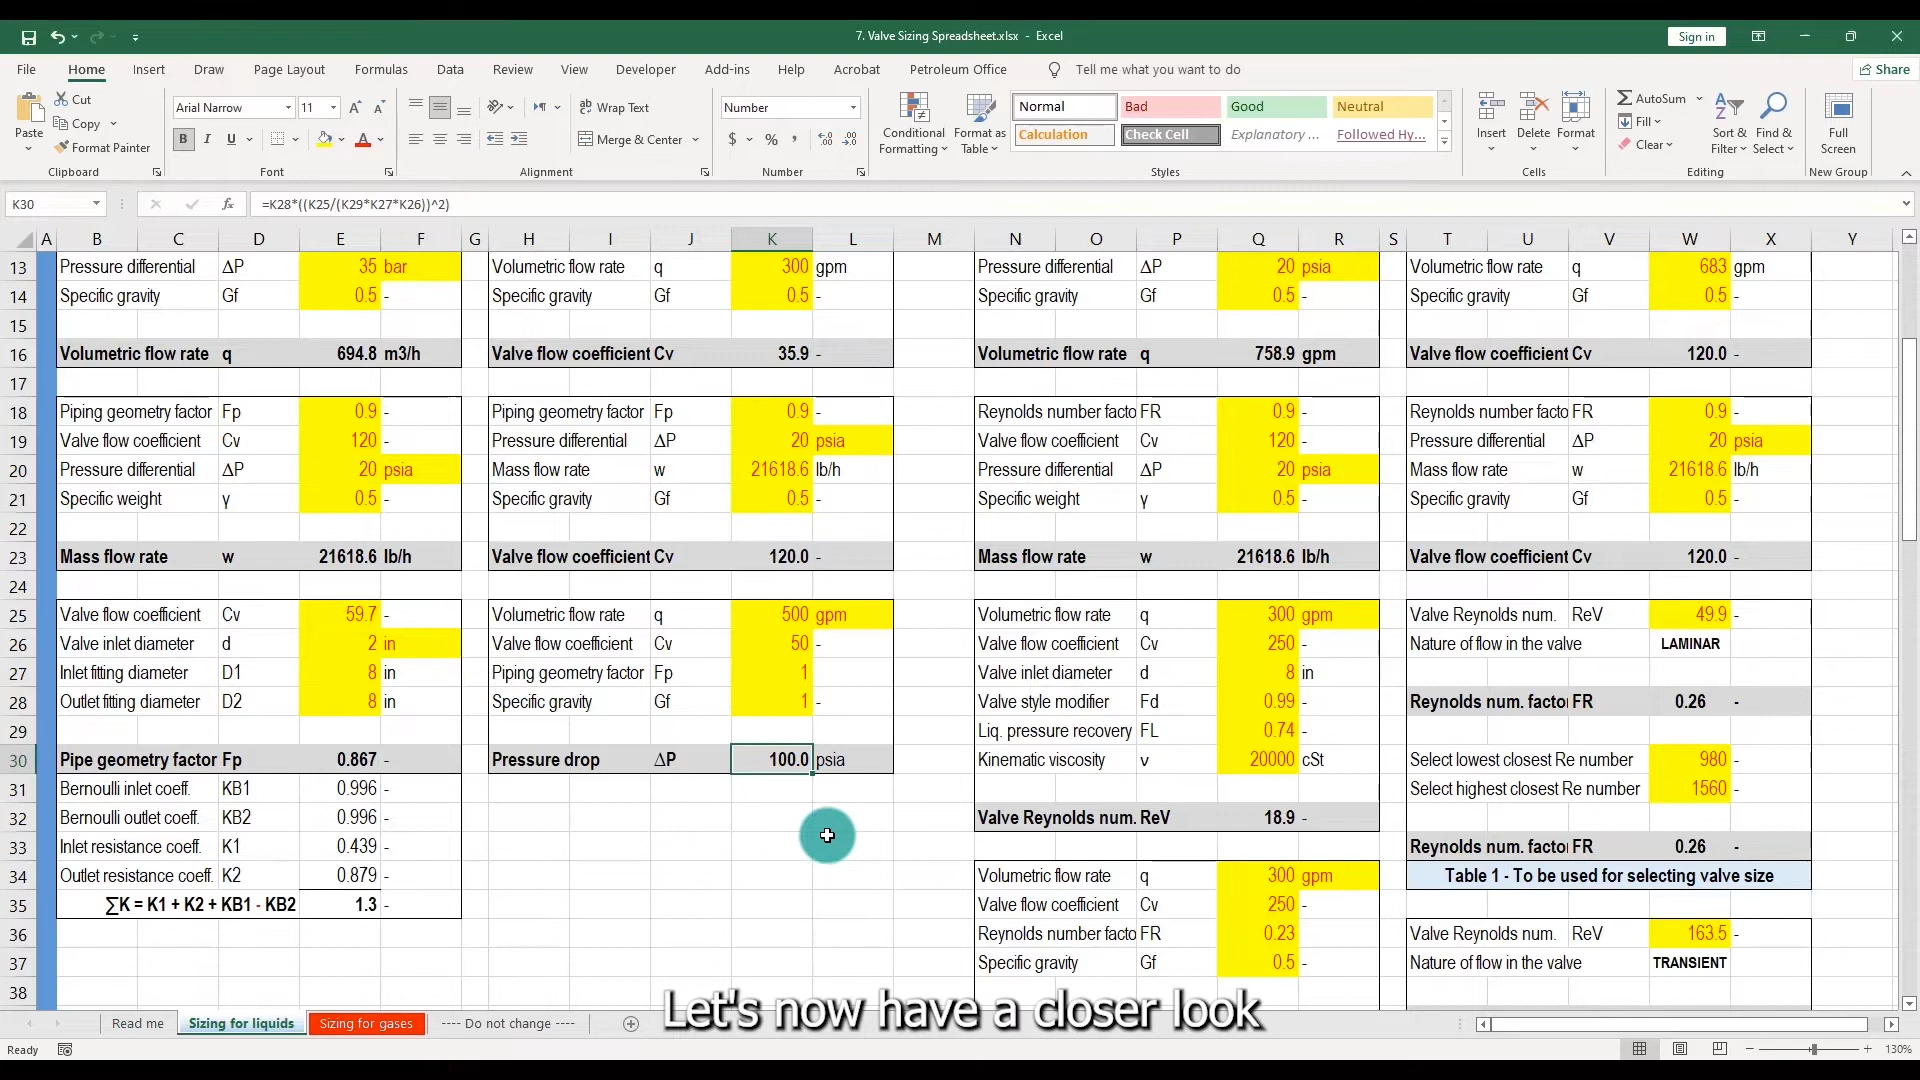 7. Valve Sizing Spreadsheet.xlsx - Excel
Sign in
File Home Insert Draw Page Layout Formulas Data Review View Developer Add-ins Help Acrobat Petroleum Office Tell me what you want to do Share
Paste Cut Copy Format Painter
Arial Narrow 11
B I U
Wrap Text
Merge & Center
Number
$ % ,
Conditional Formatting Format as Table
Normal Bad Good Neutral
Calculation Check Cell Explanatory ... Followed Hy...
Insert Delete Format
AutoSum Fill Clear
Sort & Filter Find & Select
Full Screen
Clipboard Font Alignment Number Styles Cells Editing New Group
K30 fx =K28*((K25/(K29*K27*K26))^2)
A B C D E F G H I J K L M N O P Q R S T U V W X Y
13 Pressure differential ΔP 35 bar Volumetric flow rate q 300 gpm Pressure differential ΔP 20 psia Volumetric flow rate q 683 gpm
14 Specific gravity Gf 0.5 - Specific gravity Gf 0.5 - Specific gravity Gf 0.5 - Specific gravity Gf 0.5 -
15
16 Volumetric flow rate q 694.8 m3/h Valve flow coefficient Cv 35.9 - Volumetric flow rate q 758.9 gpm Valve flow coefficient Cv 120.0 -
17
18 Piping geometry factor Fp 0.9 - Piping geometry factor Fp 0.9 - Reynolds number facto FR 0.9 - Reynolds number facto FR 0.9 -
19 Valve flow coefficient Cv 120 - Pressure differential ΔP 20 psia Valve flow coefficient Cv 120 - Pressure differential ΔP 20 psia
20 Pressure differential ΔP 20 psia Mass flow rate w 21618.6 lb/h Pressure differential ΔP 20 psia Mass flow rate w 21618.6 lb/h
21 Specific weight γ 0.5 - Specific gravity Gf 0.5 - Specific weight γ 0.5 - Specific gravity Gf 0.5 -
22
23 Mass flow rate w 21618.6 lb/h Valve flow coefficient Cv 120.0 - Mass flow rate w 21618.6 lb/h Valve flow coefficient Cv 120.0 -
24
25 Valve flow coefficient Cv 59.7 - Volumetric flow rate q 500 gpm Volumetric flow rate q 300 gpm Valve Reynolds num. ReV 49.9 -
26 Valve inlet diameter d 2 in Valve flow coefficient Cv 50 - Valve flow coefficient Cv 250 - Nature of flow in the valve LAMINAR
27 Inlet fitting diameter D1 8 in Piping geometry factor Fp 1 Valve inlet diameter d 8 in
28 Outlet fitting diameter D2 8 in Specific gravity Gf 1 - Valve style modifier Fd 0.99 - Reynolds num. factor FR 0.26 -
29 Liq. pressure recovery FL 0.74 -
30 Pipe geometry factor Fp 0.867 - Pressure drop ΔP 100.0 psia Kinematic viscosity ν 20000 cSt Select lowest closest Re number 980 -
31 Bernoulli inlet coeff. KB1 0.996 - Select highest closest Re number 1560 -
32 Bernoulli outlet coeff. KB2 0.996 - Valve Reynolds num. ReV 18.9 -
33 Inlet resistance coeff. K1 0.439 - Reynolds num. factor FR 0.26 -
34 Outlet resistance coeff. K2 0.879 - Volumetric flow rate q 300 gpm Table 1 - To be used for selecting valve size
35 ∑K = K1 + K2 + KB1 - KB2 1.3 - Valve flow coefficient Cv 250 -
36 Reynolds number facto FR 0.23 Valve Reynolds num. ReV 163.5 -
37 Specific gravity Gf 0.5 - Nature of flow in the valve TRANSIENT
38
Let's now have a closer look
Read me Sizing for liquids Sizing for gases ---- Do not change ----
Ready 130%